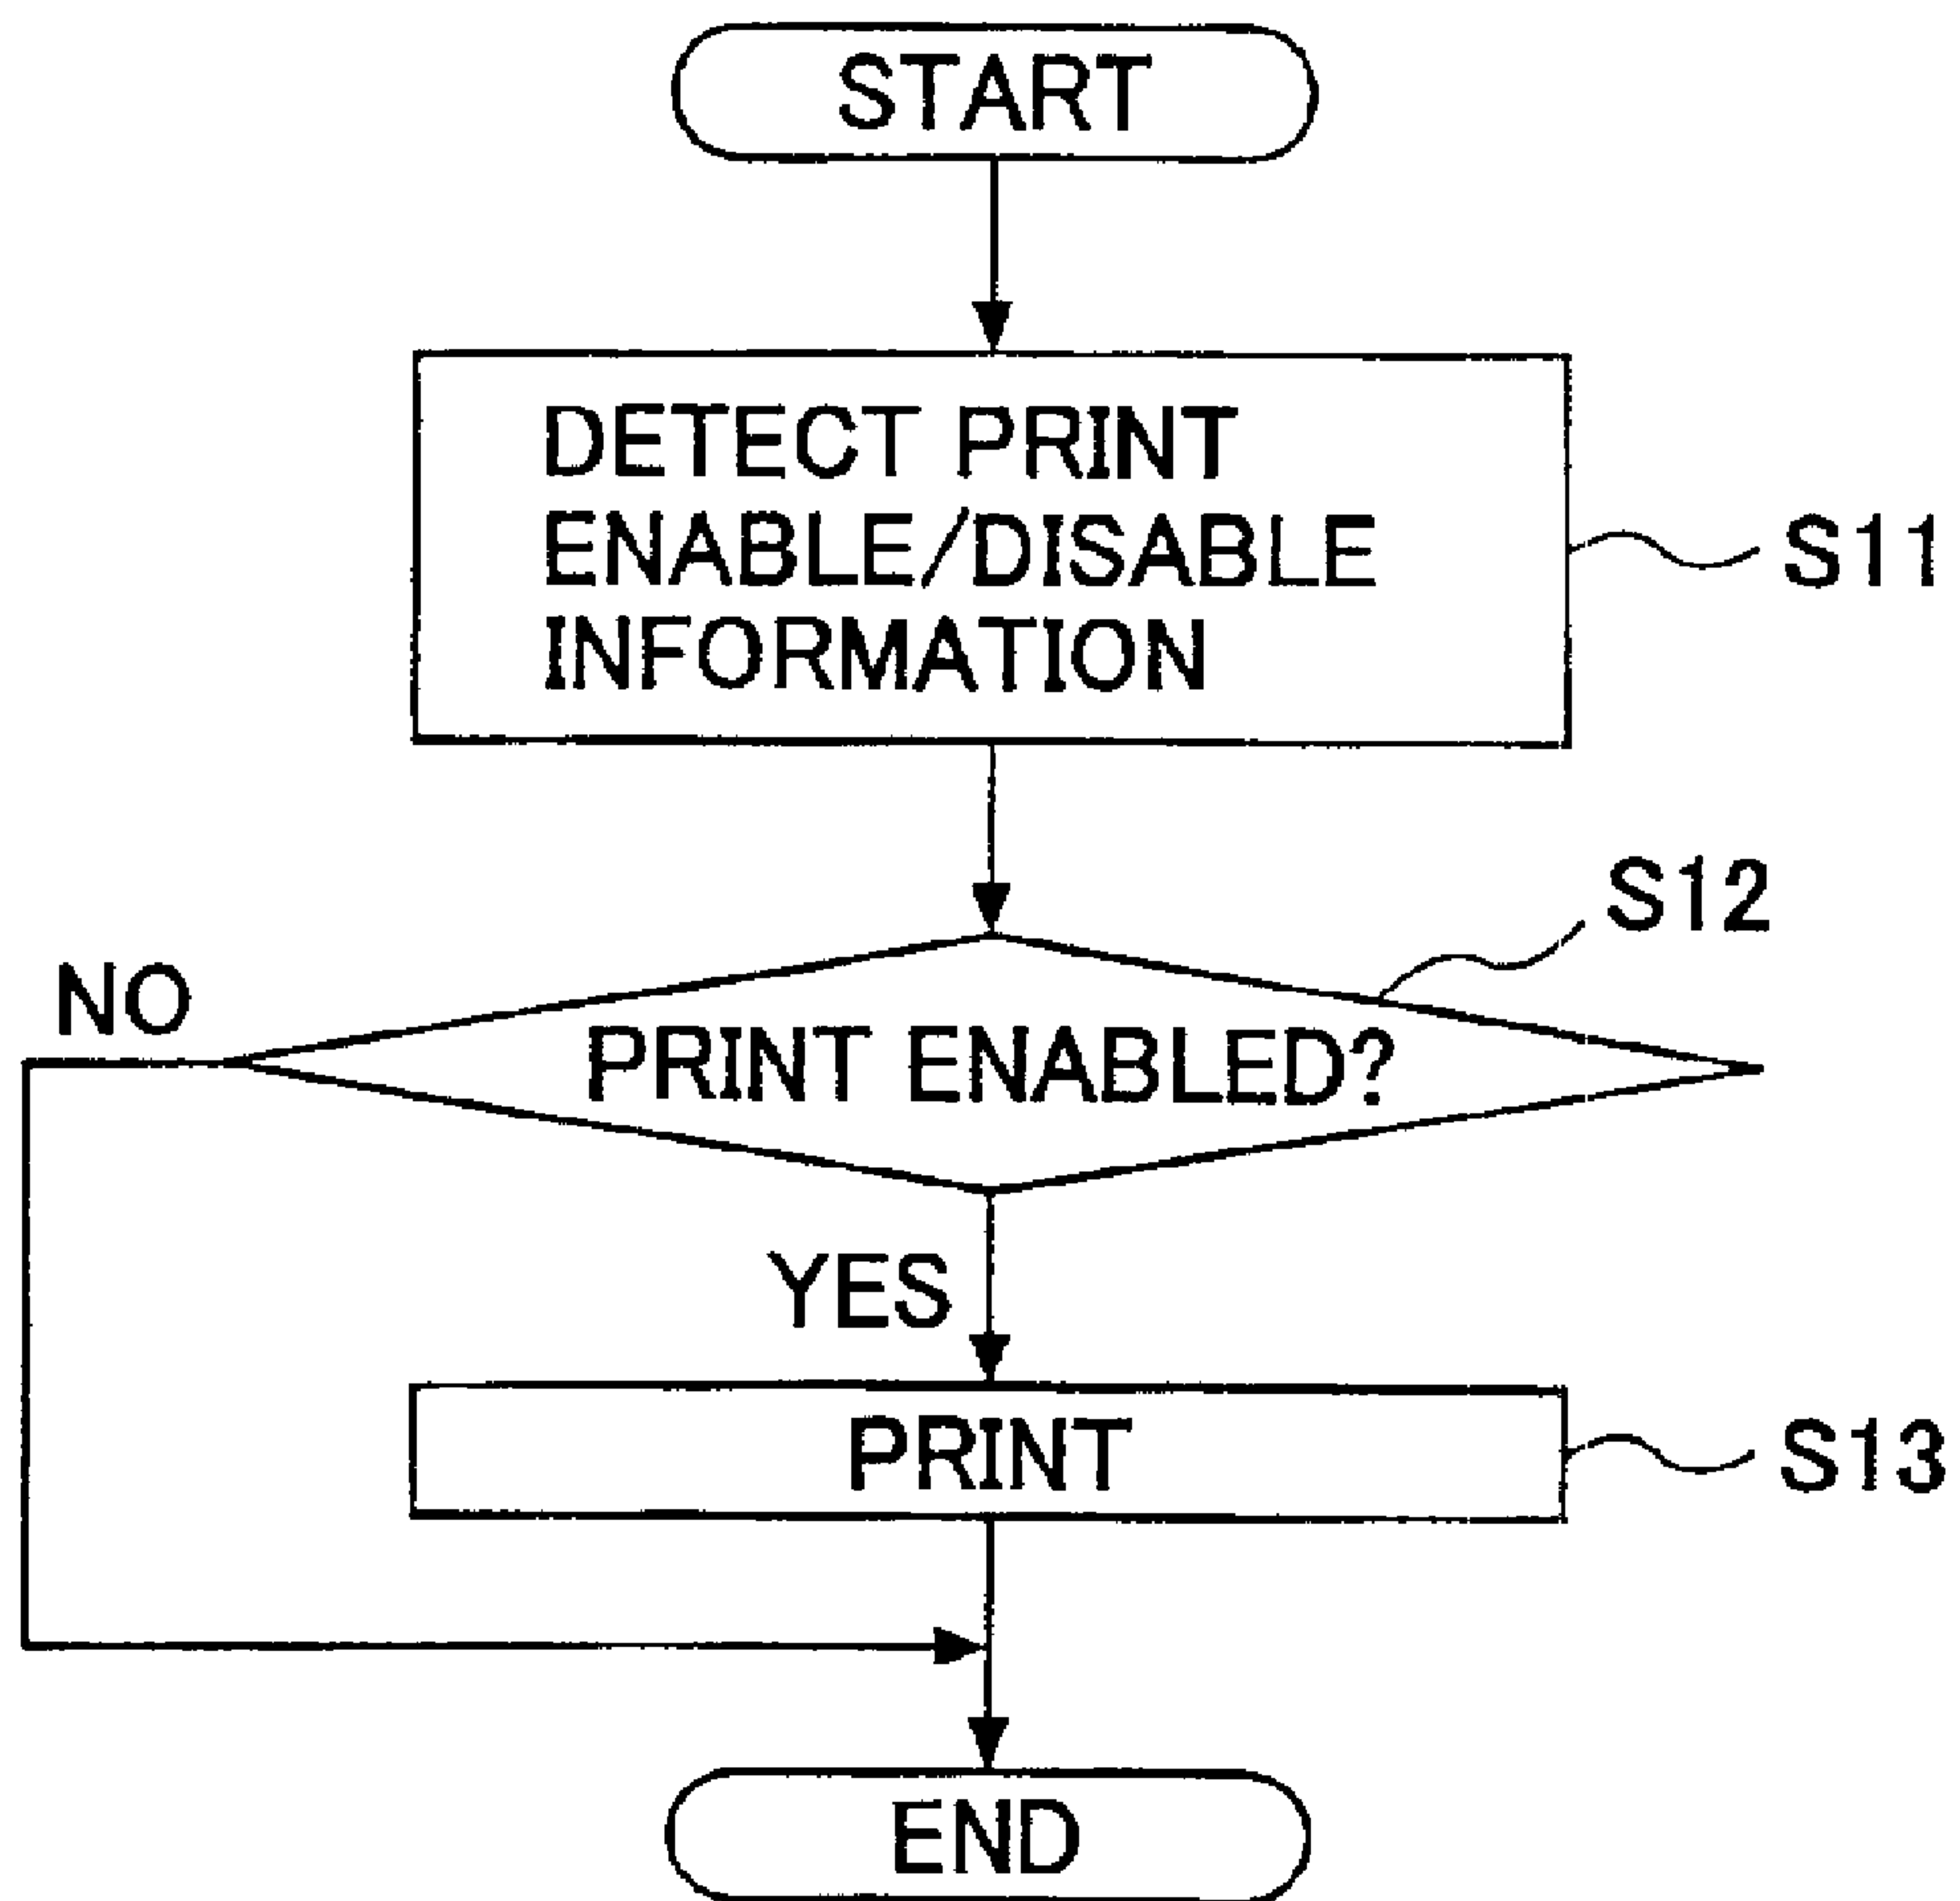 START
DETECT PRINT
ENABLE/DISABLE
INFORMATION
S11
S12
NO
PRINT ENABLED?
YES
PRINT
S13
END